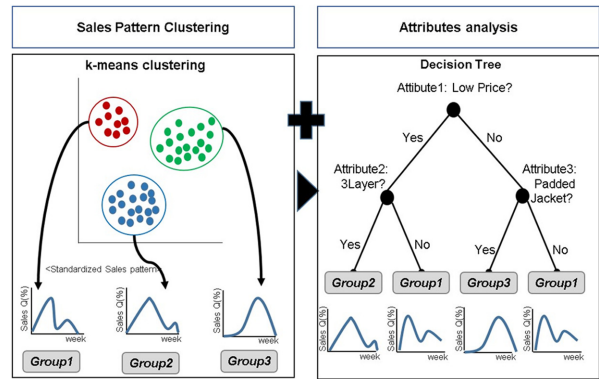 Sales Pattern Clustering
k-means clustering
<Standardized Sales pattern>
Sales Q(%)
week
Group1
Sales Q(%)
week
Group2
Sales Q(%)
week
Group3
Attributes analysis
Decision Tree
Attibute1: Low Price?
Yes
No
Attribute2:
3Layer?
Attribute3:
Padded
Jacket?
Yes
No
Yes
No
Group2
Group1
Group3
Group1
Sales Q(%)
week
Sales Q(%)
week
Sales Q(%)
week
Sales Q(%)
week